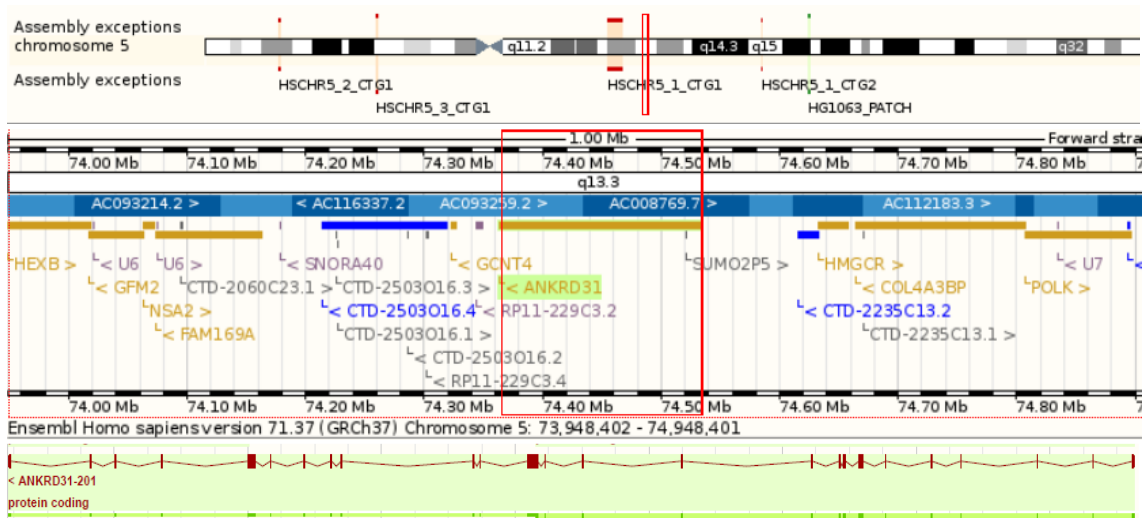 Assembly exceptions
chromosome 5 q11.2 q14.3 q15 q32
Assembly exceptions
HSCHR5_2_CTG1 HSCHR5_1_CTG1 HSCHR5_1_CTG2
HSCHR5_3_CTG1 HG1063_PATCH
1.00 Mb Forward stra
74.00 Mb 74.10 Mb 74.20 Mb 74.30 Mb 74.40 Mb 74.50 Mb 74.60 Mb 74.70 Mb 74.80 Mb
q13.3
AC093214.2 > < AC116337.2 AC093259.2 > AC008769.7 > AC112183.3 >
HEXB > < U6 U6 > < SNORA40 < GCNT4 SUMO2P5 > HMGCR > < U7
< GFM2 CTD-2060C23.1 > CTD-2503O16.3 > < ANKRD31 < COL4A3BP POLK >
NSA2 > < CTD-2503O16.4 < RP11-229C3.2 < CTD-2235C13.2
< FAM169A CTD-2503O16.1 > CTD-2235C13.1 >
< CTD-2503O16.2
< RP11-229C3.4
74.00 Mb 74.10 Mb 74.20 Mb 74.30 Mb 74.40 Mb 74.50 Mb 74.60 Mb 74.70 Mb 74.80 Mb
Ensembl Homo sapiens version 71.37 (GRCh37) Chromosome 5: 73,948,402 - 74,948,401
< ANKRD31-201
protein coding